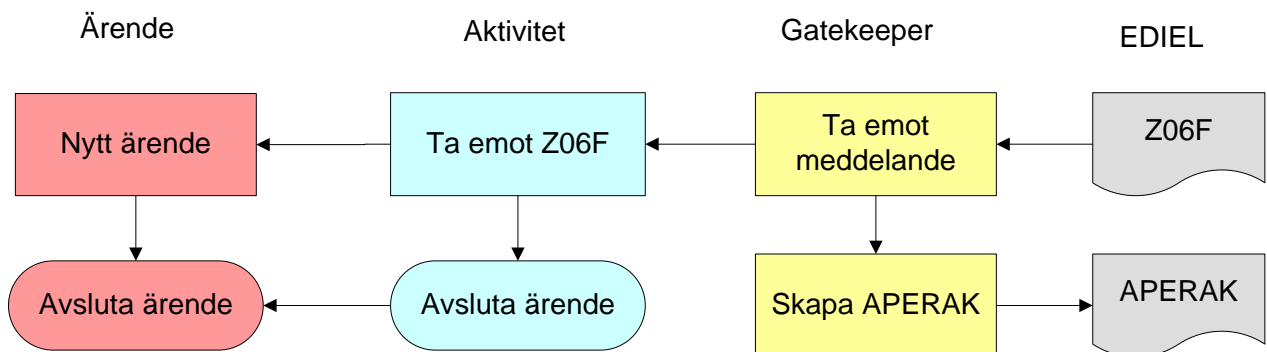 Ärende
Aktivitet
Gatekeeper
EDIEL
Nytt ärende
Ta emot Z06F
Ta emot
meddelande
Z06F
Avsluta ärende
Avsluta ärende
Skapa APERAK
APERAK